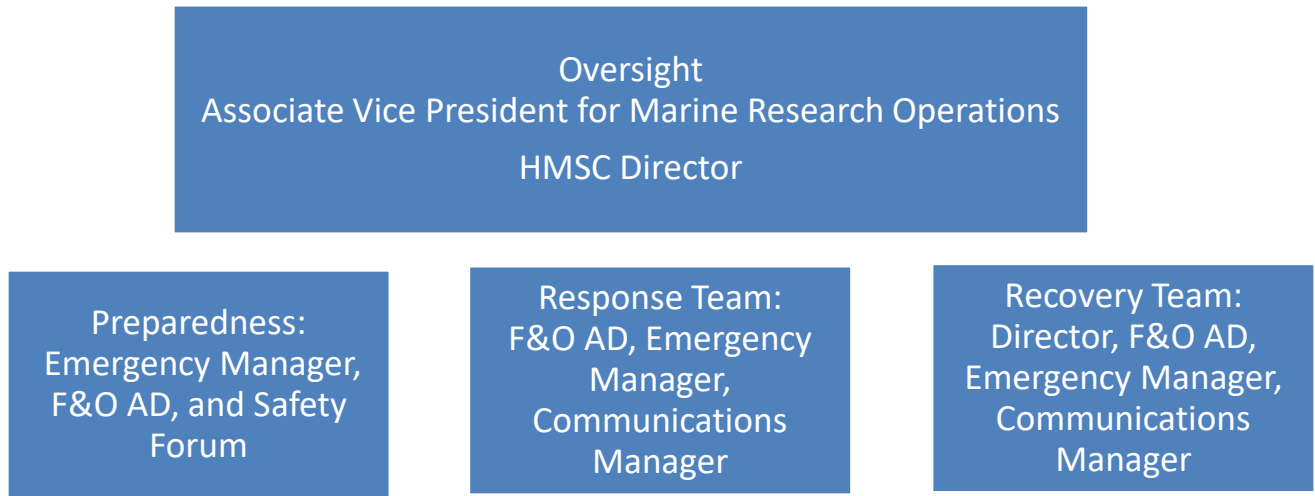 Oversight
Associate Vice President for Marine Research Operations
HMSC Director
Preparedness:
Emergency Manager,
F&O AD, and Safety
Forum
Response Team:
F&O AD, Emergency
Manager,
Communications
Manager
Recovery Team:
Director, F&O AD,
Emergency Manager,
Communications
Manager